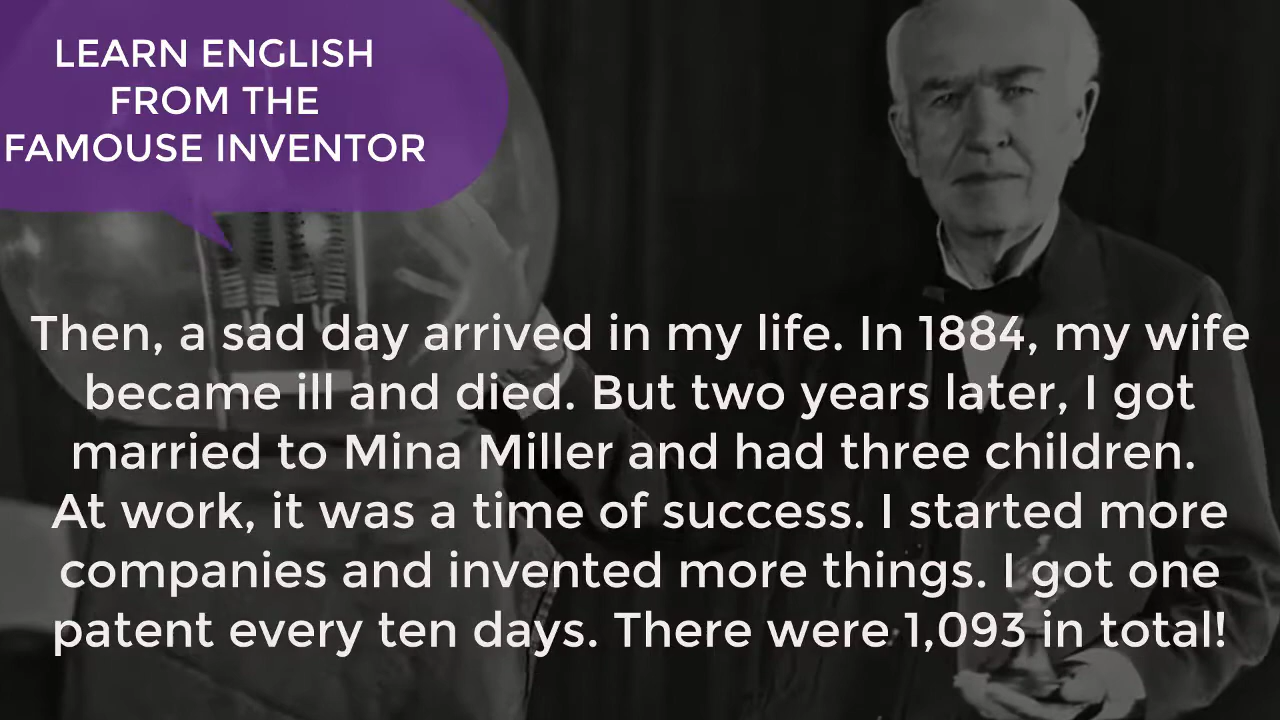 LEARN ENGLISH
FROM THE
FAMOUSE INVENTOR
Then, a sad day arrived in my life. In 1884, my wife
became ill and died. But two years later, I got
married to Mina Miller and had three children.
At work, it was a time of success. I started more
companies and invented more things. I got one
patent every ten days. There were 1,093 in total!